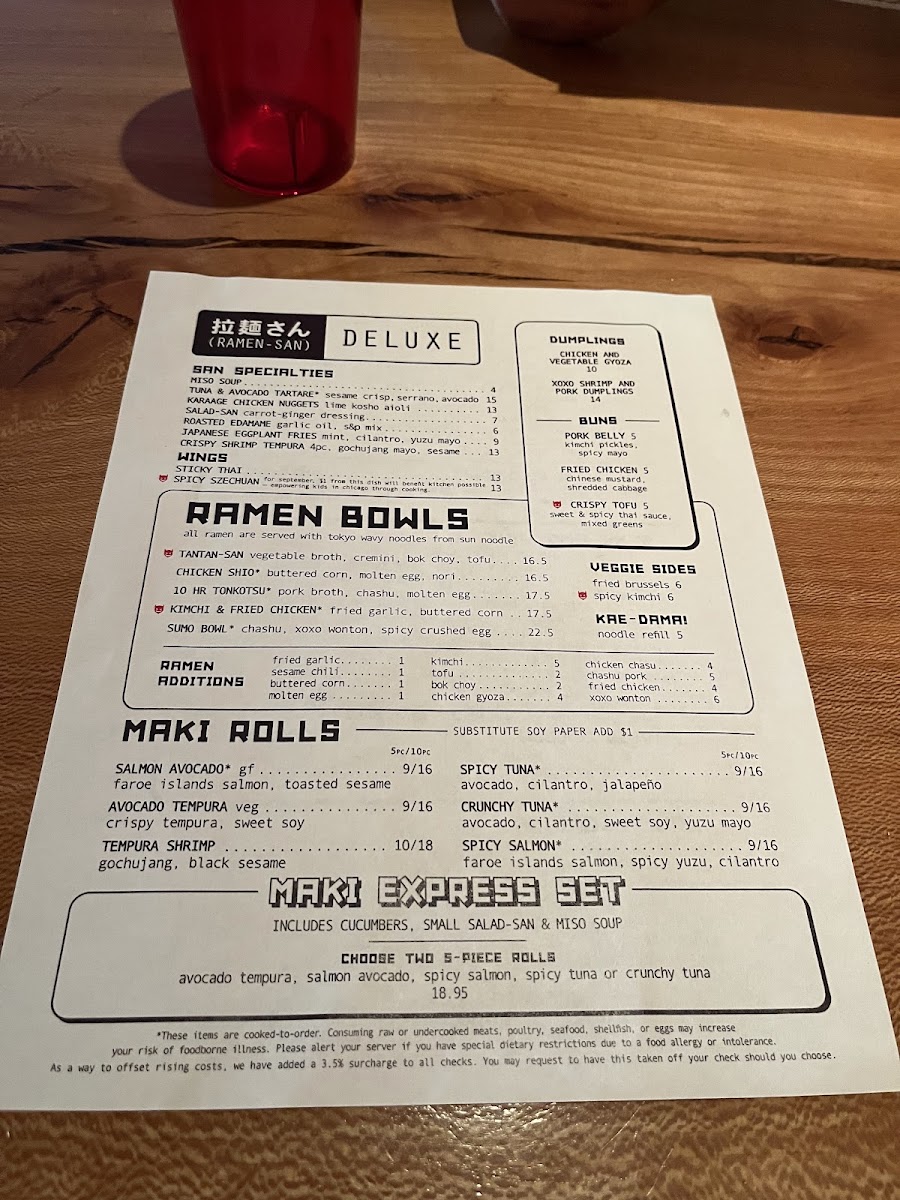 拉麺さん
(RAMEN-SAN)
DELUXE
SAN SPECIALTIES
MISO SOUP........................................ 4
TUNA & AVOCADO TARTARE* sesame crisp, serrano, avocado 15
KARAAGE CHICKEN NUGGETS lime kosho aioli .......... 13
SALAD-SAN carrot-ginger dressing................... 7
ROASTED EDAMAME garlic oil, s&p mix ................ 6
JAPANESE EGGPLANT FRIES mint, cilantro, yuzu mayo.... 9
CRISPY SHRIMP TEMPURA 4pc, gochujang mayo, sesame... 13
WINGS
STICKY THAI ..................................... 13
SPICY SZECHUAN for september, $1 from this dish will benefit kitchen possible
– empowering kids in chicago through cooking. 13
DUMPLINGS
CHICKEN AND
VEGETABLE GYOZA
10
XOXO SHRIMP AND
PORK DUMPLINGS
14
BUNS
PORK BELLY 5
kimchi pickles,
spicy mayo
FRIED CHICKEN 5
chinese mustard,
shredded cabbage
CRISPY TOFU 5
sweet & spicy thai sauce,
mixed greens
RAMEN BOWLS
all ramen are served with tokyo wavy noodles from sun noodle
TANTAN-SAN vegetable broth, cremini, bok choy, tofu.... 16.5
CHICKEN SHIO* buttered corn, molten egg, nori.......... 16.5
10 HR TONKOTSU* pork broth, chashu, molten egg........ 17.5
KIMCHI & FRIED CHICKEN* fried garlic, buttered corn .. 17.5
SUMO BOWL* chashu, xoxo wonton, spicy crushed egg .... 22.5
VEGGIE SIDES
fried brussels 6
spicy kimchi 6
KAE-DAMA!
noodle refill 5
RAMEN
ADDITIONS
fried garlic........ 1
sesame chili........ 1
buttered corn....... 1
molten egg ......... 1
kimchi.............. 5
tofu ............... 2
bok choy ........... 2
chicken gyoza....... 4
chicken chasu....... 4
chashu pork ........ 5
fried chicken....... 4
xoxo wonton ........ 6
MAKI ROLLS
SUBSTITUTE SOY PAPER ADD $1
5PC/10PC
SALMON AVOCADO* gf ................ 9/16
faroe islands salmon, toasted sesame
AVOCADO TEMPURA veg ............... 9/16
crispy tempura, sweet soy
TEMPURA SHRIMP ................... 10/18
gochujang, black sesame
5PC/10PC
SPICY TUNA* ...................... 9/16
avocado, cilantro, jalapeño
CRUNCHY TUNA* .................... 9/16
avocado, cilantro, sweet soy, yuzu mayo
SPICY SALMON* ..................... 9/16
faroe islands salmon, spicy yuzu, cilantro
MAKI EXPRESS SET
INCLUDES CUCUMBERS, SMALL SALAD-SAN & MISO SOUP
CHOOSE TWO 5-PIECE ROLLS
avocado tempura, salmon avocado, spicy salmon, spicy tuna or crunchy tuna
18.95
*These items are cooked-to-order. Consuming raw or undercooked meats, poultry, seafood, shellfish, or eggs may increase
your risk of foodborne illness. Please alert your server if you have special dietary restrictions due to a food allergy or intolerance.
As a way to offset rising costs, we have added a 3.5% surcharge to all checks. You may request to have this taken off your check should you choose.